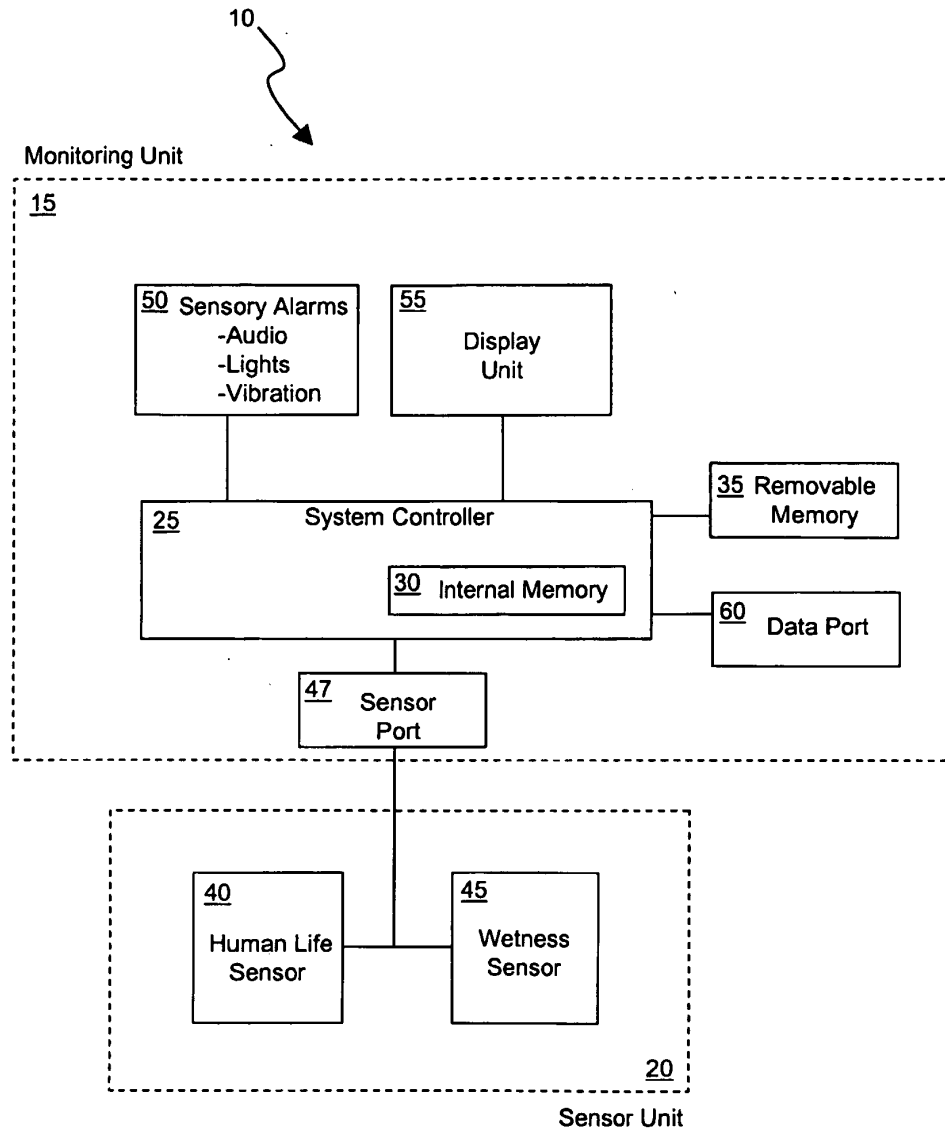 10
Monitoring Unit
15
50 Sensory Alarms
-Audio
-Lights
-Vibration
55
Display
Unit
25 System Controller
30 Internal Memory
35 Removable
Memory
60 Data Port
47
Sensor
Port
40
Human Life
Sensor
45
Wetness
Sensor
20
Sensor Unit